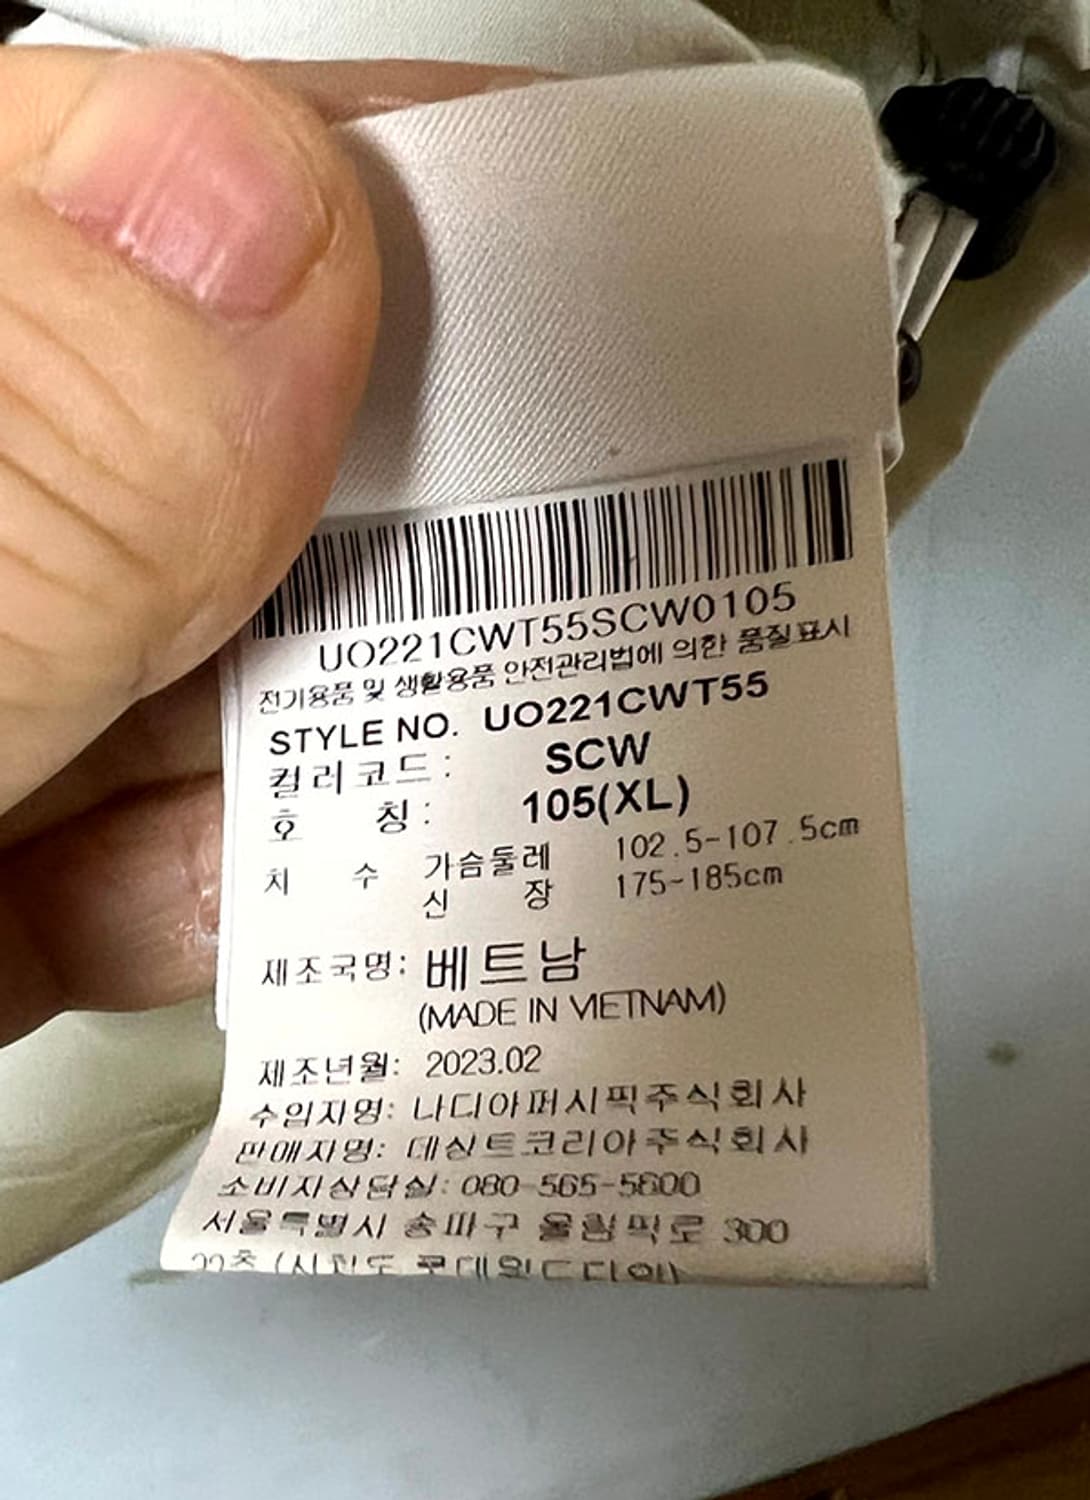 UO221CWT55SCW0105
전기용품 및 생활용품 안전관리법에 의한 품질표시
STYLE NO. UO221CWT55
컬러코드: SCW
호 칭: 105(XL)
치 수 가슴둘레 102.5-107.5cm
신 장 175-185cm
제조국명: 베트남
(MADE IN VIETNAM)
제조년월: 2023.02
수입자명: 나디아퍼시픽주식회사
판매자명: 데상트코리아주식회사
소비자상담실: 080-565-5600
서울특별시 송파구 올림픽로 300